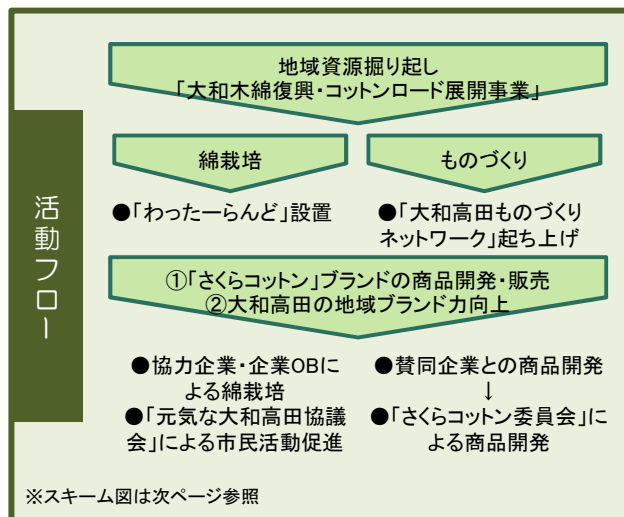 活動フロー
地域資源掘り起し
「大和木綿復興・コットンロード展開事業」
綿栽培
ものづくり
●「わったーらんど」設置
●「大和高田ものづくり
ネットワーク」起ち上げ
①「さくらコットン」ブランドの商品開発・販売
②大和高田の地域ブランド力向上
●協力企業・企業OBに
よる綿栽培
●「元気な大和高田協議
会」による市民活動促進
●賛同企業との商品開発
↓
●「さくらコットン委員会」に
よる商品開発
※スキーム図は次ページ参照